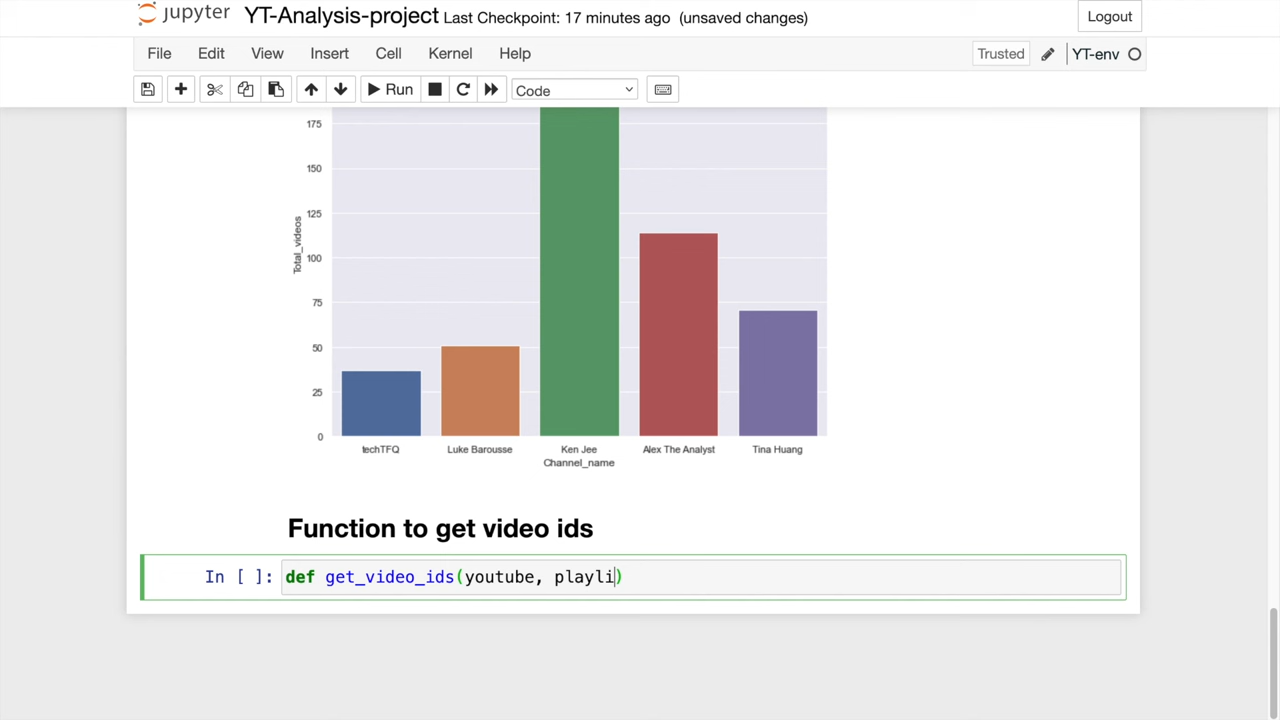 jupyter YT-Analysis-project Last Checkpoint: 17 minutes ago (unsaved changes) Logout
File Edit View Insert Cell Kernel Help Trusted YT-env
Run Code
175
150
125
100
75
50
25
0
Total_videos
techTFQ Luke Barousse Ken Jee Alex The Analyst Tina Huang
Channel_name
Function to get video ids
In [ ]: def get_video_ids(youtube, playli)